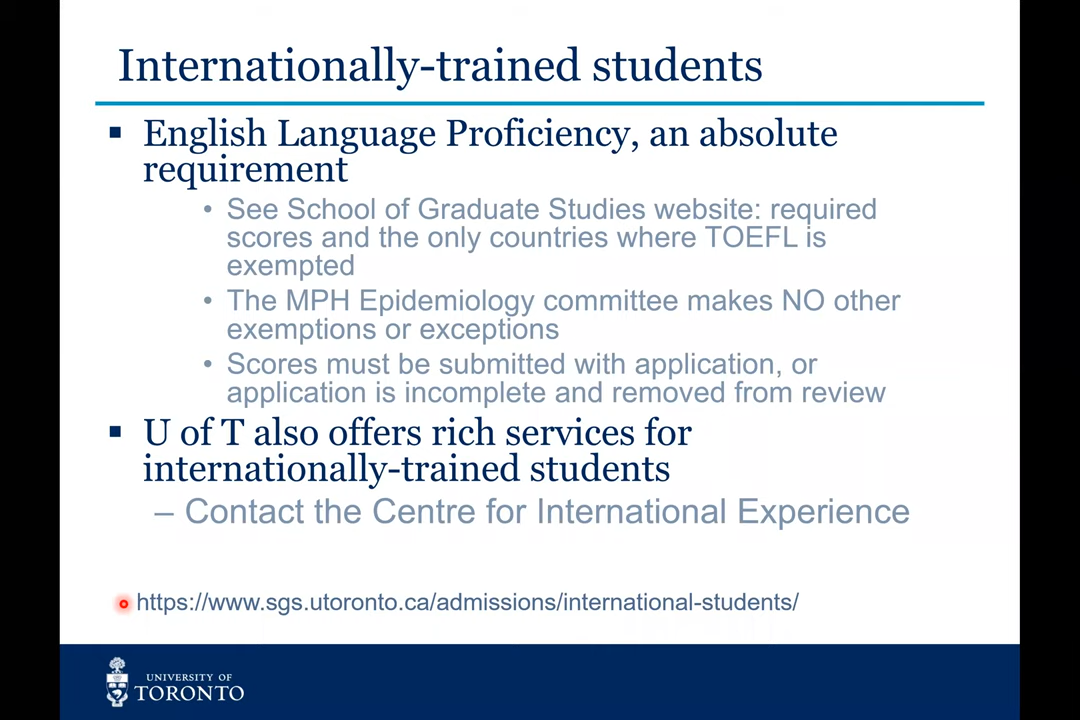 Internationally-trained students
▪ English Language Proficiency, an absolute
requirement
• See School of Graduate Studies website: required
scores and the only countries where TOEFL is
exempted
• The MPH Epidemiology committee makes NO other
exemptions or exceptions
• Scores must be submitted with application, or
application is incomplete and removed from review
▪ U of T also offers rich services for
internationally-trained students
– Contact the Centre for International Experience
https://www.sgs.utoronto.ca/admissions/international-students/
UNIVERSITY OF
TORONTO